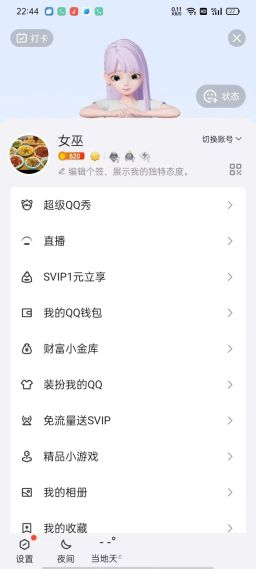 22:44
0.11 KB/S
打卡
状态
女巫
切换账号
620
编辑个签，展示我的独特态度。
超级QQ秀
直播
SVIP1元立享
我的QQ钱包
财富小金库
装扮我的QQ
免流量送SVIP
精品小游戏
我的相册
我的收藏
设置
夜间
--°
当地天气